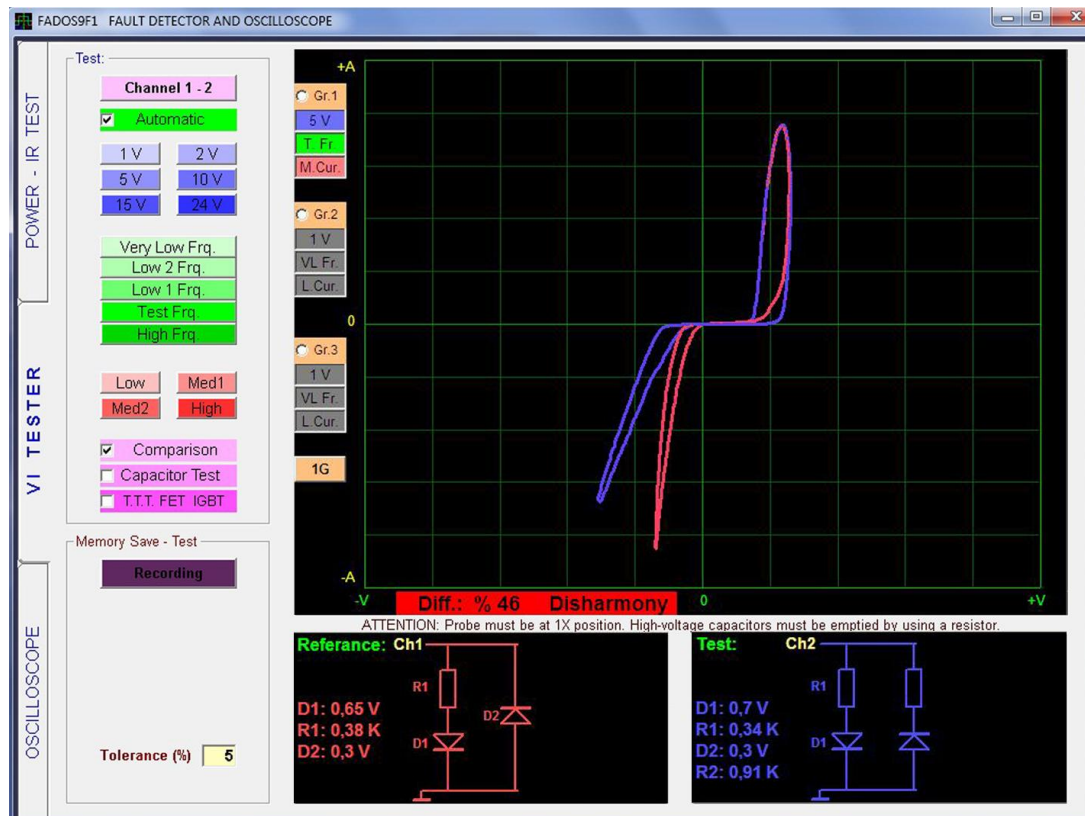 FADOS9F1 FAULT DETECTOR AND OSCILLOSCOPE
POWER - IR TEST
VI TESTER
OSCILLOSCOPE
Test:
Channel 1 - 2
Automatic
1 V 2 V
5 V 10 V
15 V 24 V
Very Low Frq.
Low 2 Frq.
Low 1 Frq.
Test Frq.
High Frq.
Low Med1
Med2 High
Comparison
Capacitor Test
T.T.T. FET IGBT
Memory Save - Test
Recording
Tolerance (%) 5
+A
Gr.1
5 V
T. Fr.
M.Cur.
Gr.2
1 V
VL Fr.
L.Cur.
0
Gr.3
1 V
VL Fr.
L.Cur.
1G
-A
-V 0 +V
Diff.: % 46 Disharmony
ATTENTION: Probe must be at 1X position. High-voltage capacitors must be emptied by using a resistor.
Referance: Ch1
R1
D1: 0,65 V
R1: 0,38 K
D2: 0,3 V
D2
D1
Test: Ch2
R1
D1: 0,7 V
R1: 0,34 K
D2: 0,3 V
R2: 0,91 K
D1